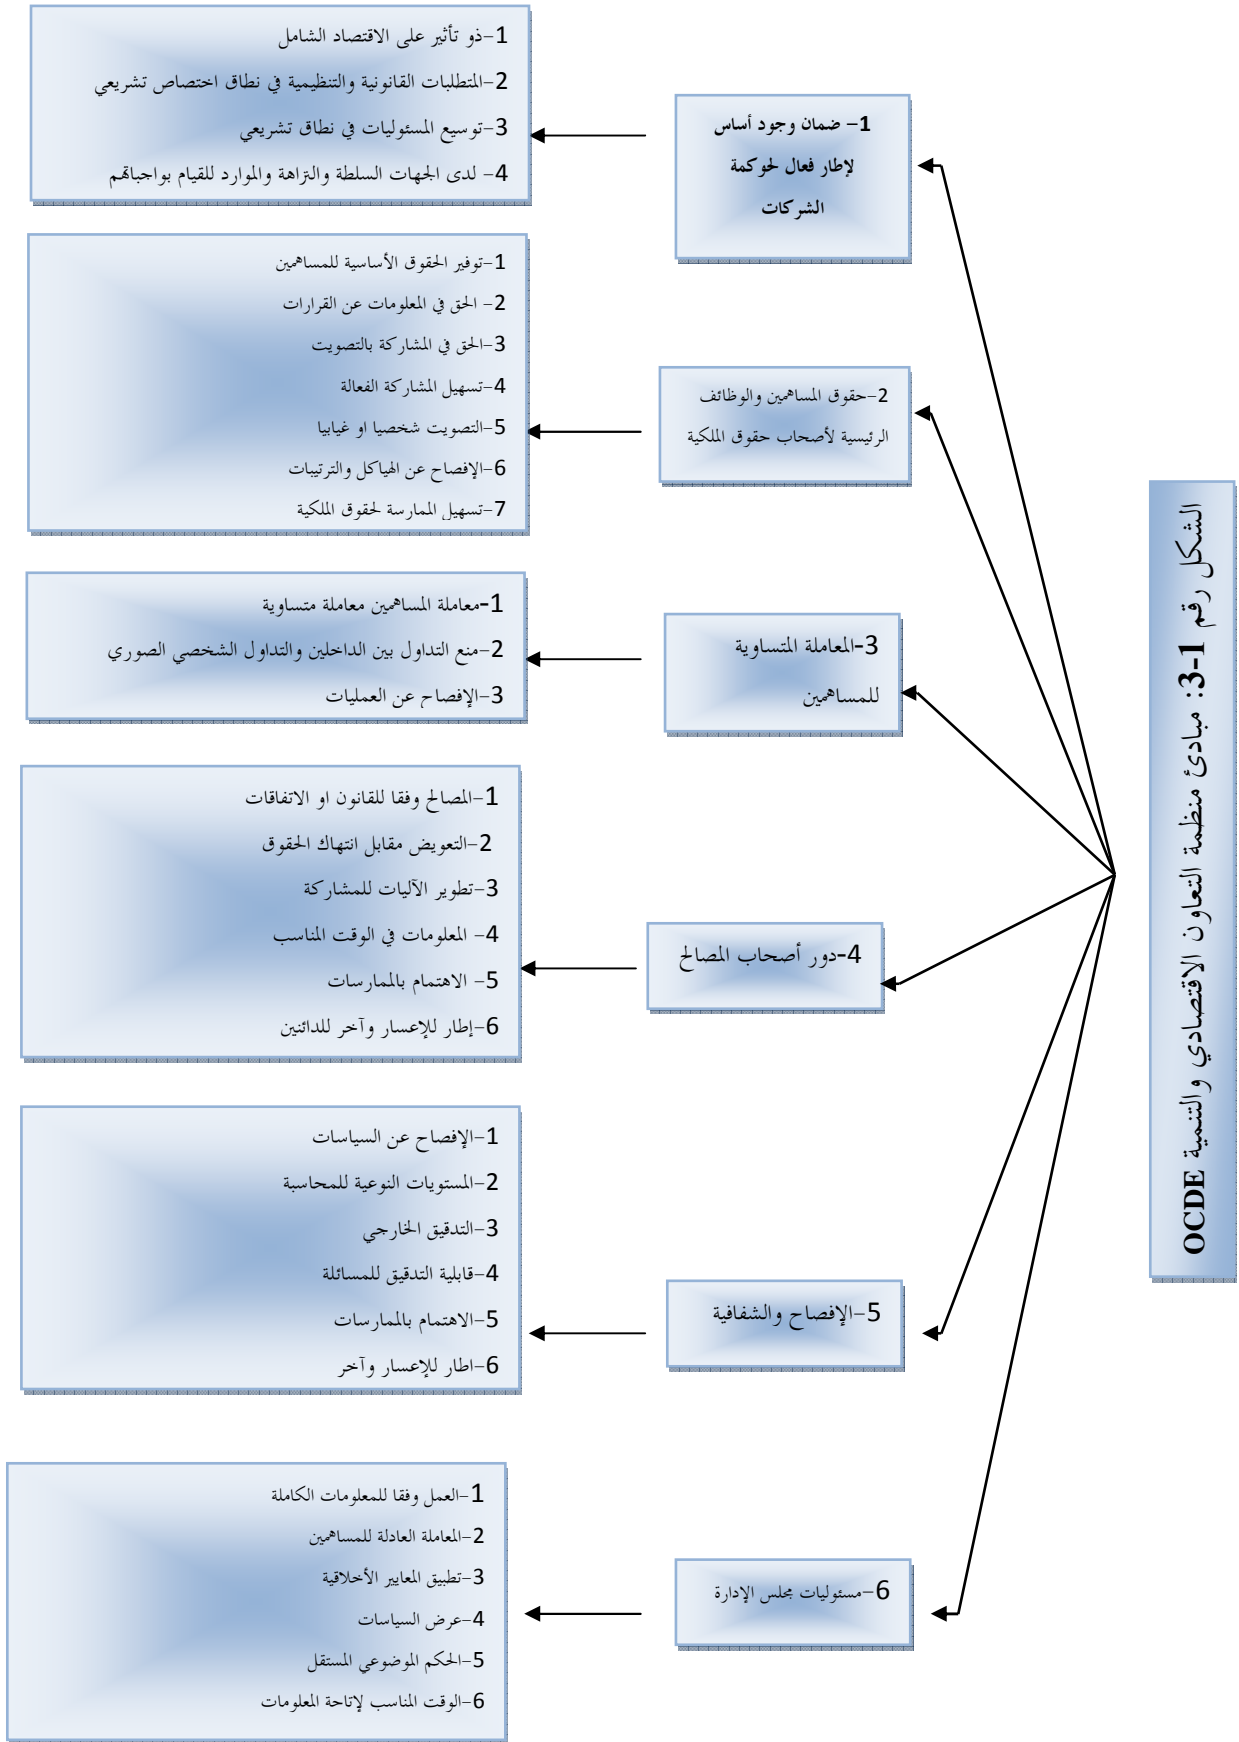 الشكل رقم 1-3: مبادئ منظمة التعاون الاقتصادي والتنمية OCDE
1- ضمان وجود أساس
لإطار فعال لحوكمة
الشركات
1-ذو تأثير على الاقتصاد الشامل
2-المتطلبات القانونية والتنظيمية في نطاق اختصاص تشريعي
3-توسيع المسئوليات في نطاق تشريعي
4- لدى الجهات السلطة والنزاهة والموارد للقيام بواجباتهم
2-حقوق المساهمين والوظائف
الرئيسية لأصحاب حقوق الملكية
1-توفير الحقوق الأساسية للمساهمين
2- الحق في المعلومات عن القرارات
3-الحق في المشاركة بالتصويت
4-تسهيل المشاركة الفعالة
5-التصويت شخصيا او غيابيا
6-الإفصاح عن الهياكل والترتيبات
7-تسهيل الممارسة لحقوق الملكية
3-المعاملة المتساوية
للمساهمين
1-معاملة المساهمين معاملة متساوية
2-منع التداول بين الداخلين والتداول الشخصي الصوري
3-الإفصاح عن العمليات
4-دور أصحاب المصالح
1-المصالح وفقا للقانون او الاتفاقات
2-التعويض مقابل انتهاك الحقوق
3-تطوير الآليات للمشاركة
4- المعلومات في الوقت المناسب
5- الاهتمام بالممارسات
6-إطار للإعسار وآخر للدائنين
5-الإفصاح والشفافية
1-الإفصاح عن السياسات
2-المستويات النوعية للمحاسبة
3-التدقيق الخارجي
4-قابلية التدقيق للمسائلة
5-الاهتمام بالممارسات
6-اطار للإعسار وآخر
6-مسئوليات مجلس الإدارة
1-العمل وفقا للمعلومات الكاملة
2-المعاملة العادلة للمساهمين
3-تطبيق المعايير الأخلاقية
4-عرض السياسات
5-الحكم الموضوعي المستقل
6-الوقت المناسب لإتاحة المعلومات